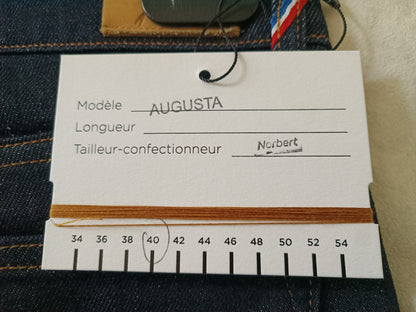 Modèle AUGUSTA
Longueur
Tailleur-confectionneur Norbert
34 36 38 40 42 44 46 48 50 52 54